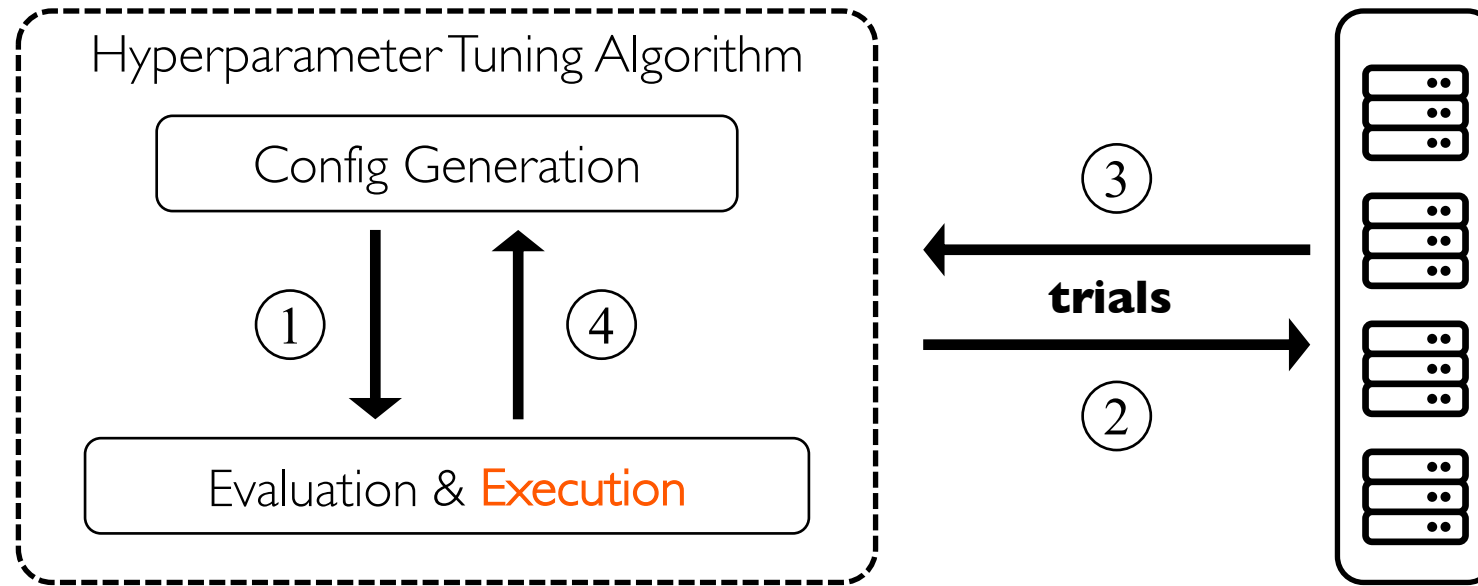 Hyperparameter Tuning Algorithm
Config Generation
①
④
Evaluation & Execution
③
trials
②